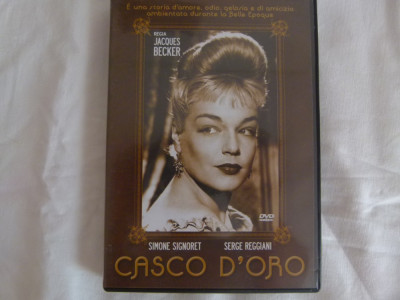 È una storia d'amore, odio, gelosia e di amicizia
ambientata durante la Belle Époque
REGIA
JACQUES
BECKER
DVD
SIMONE SIGNORET SERGE REGGIANI
CASCO D'ORO